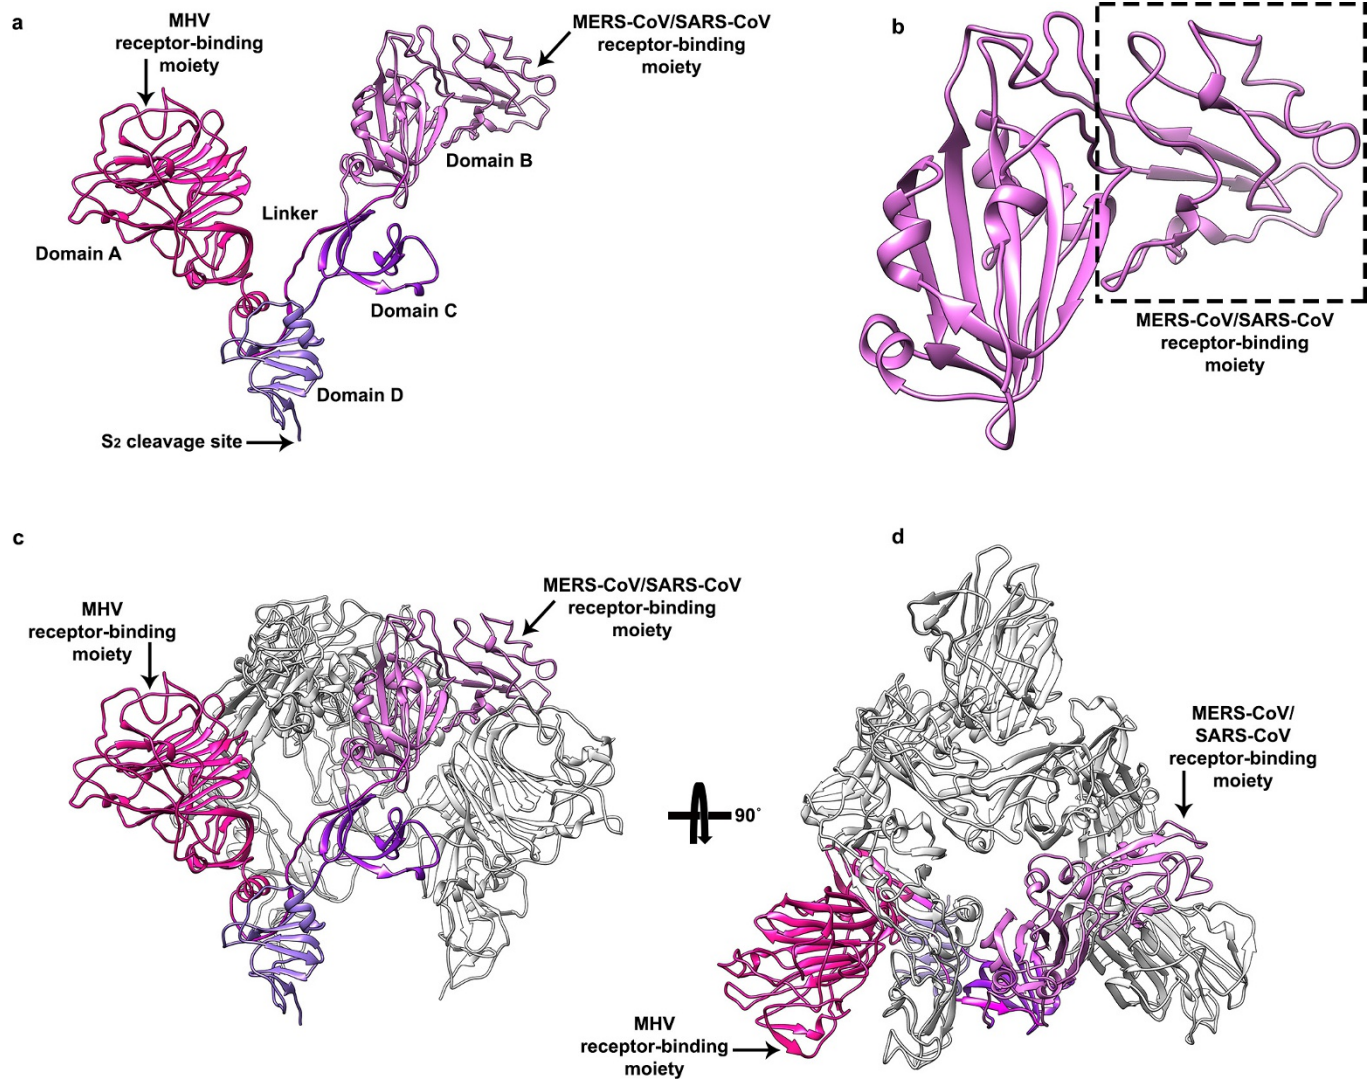 a
MHV
receptor-binding
moiety
MERS-CoV/SARS-CoV
receptor-binding
moiety
Domain B
Linker
Domain A
Domain C
Domain D
S2 cleavage site
b
MERS-CoV/SARS-CoV
receptor-binding
moiety
c
MHV
receptor-binding
moiety
MERS-CoV/SARS-CoV
receptor-binding
moiety
90°
d
MERS-CoV/
SARS-CoV
receptor-binding
moiety
MHV
receptor-binding
moiety